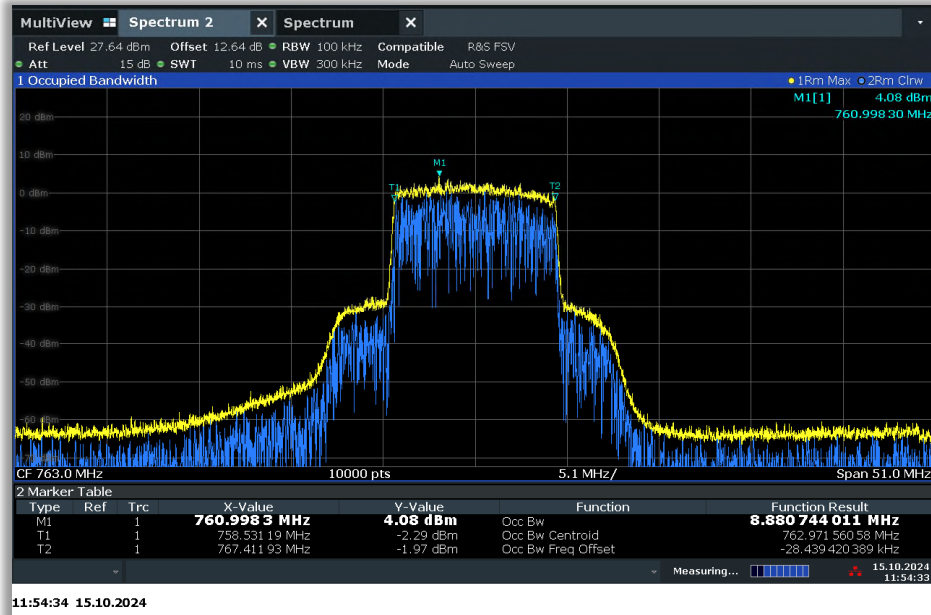 MultiView Spectrum 2 X Spectrum X
Ref Level 27.64 dBm Offset 12.64 dB RBW 100 kHz Compatible R&S FSV
Att 15 dB SWT 10 ms VBW 300 kHz Mode Auto Sweep
1 Occupied Bandwidth 1Rm Max 2Rm Clrw
M1[1] 4.08 dBm
760.998 30 MHz
20 dBm
10 dBm
M1
T1 T2
0 dBm
-10 dBm
-20 dBm
-30 dBm
-40 dBm
-50 dBm
-60 dBm
CF 763.0 MHz 10000 pts 5.1 MHz/ Span 51.0 MHz
2 Marker Table
Type Ref Trc X-Value Y-Value Function Function Result
M1 1 760.998 3 MHz 4.08 dBm Occ Bw 8.880 744 011 MHz
T1 1 758.531 19 MHz -2.29 dBm Occ Bw Centroid 762.971 560 58 MHz
T2 1 767.411 93 MHz -1.97 dBm Occ Bw Freq Offset -28.439 420 389 kHz
Measuring... 15.10.2024
11:54:33
11:54:34 15.10.2024